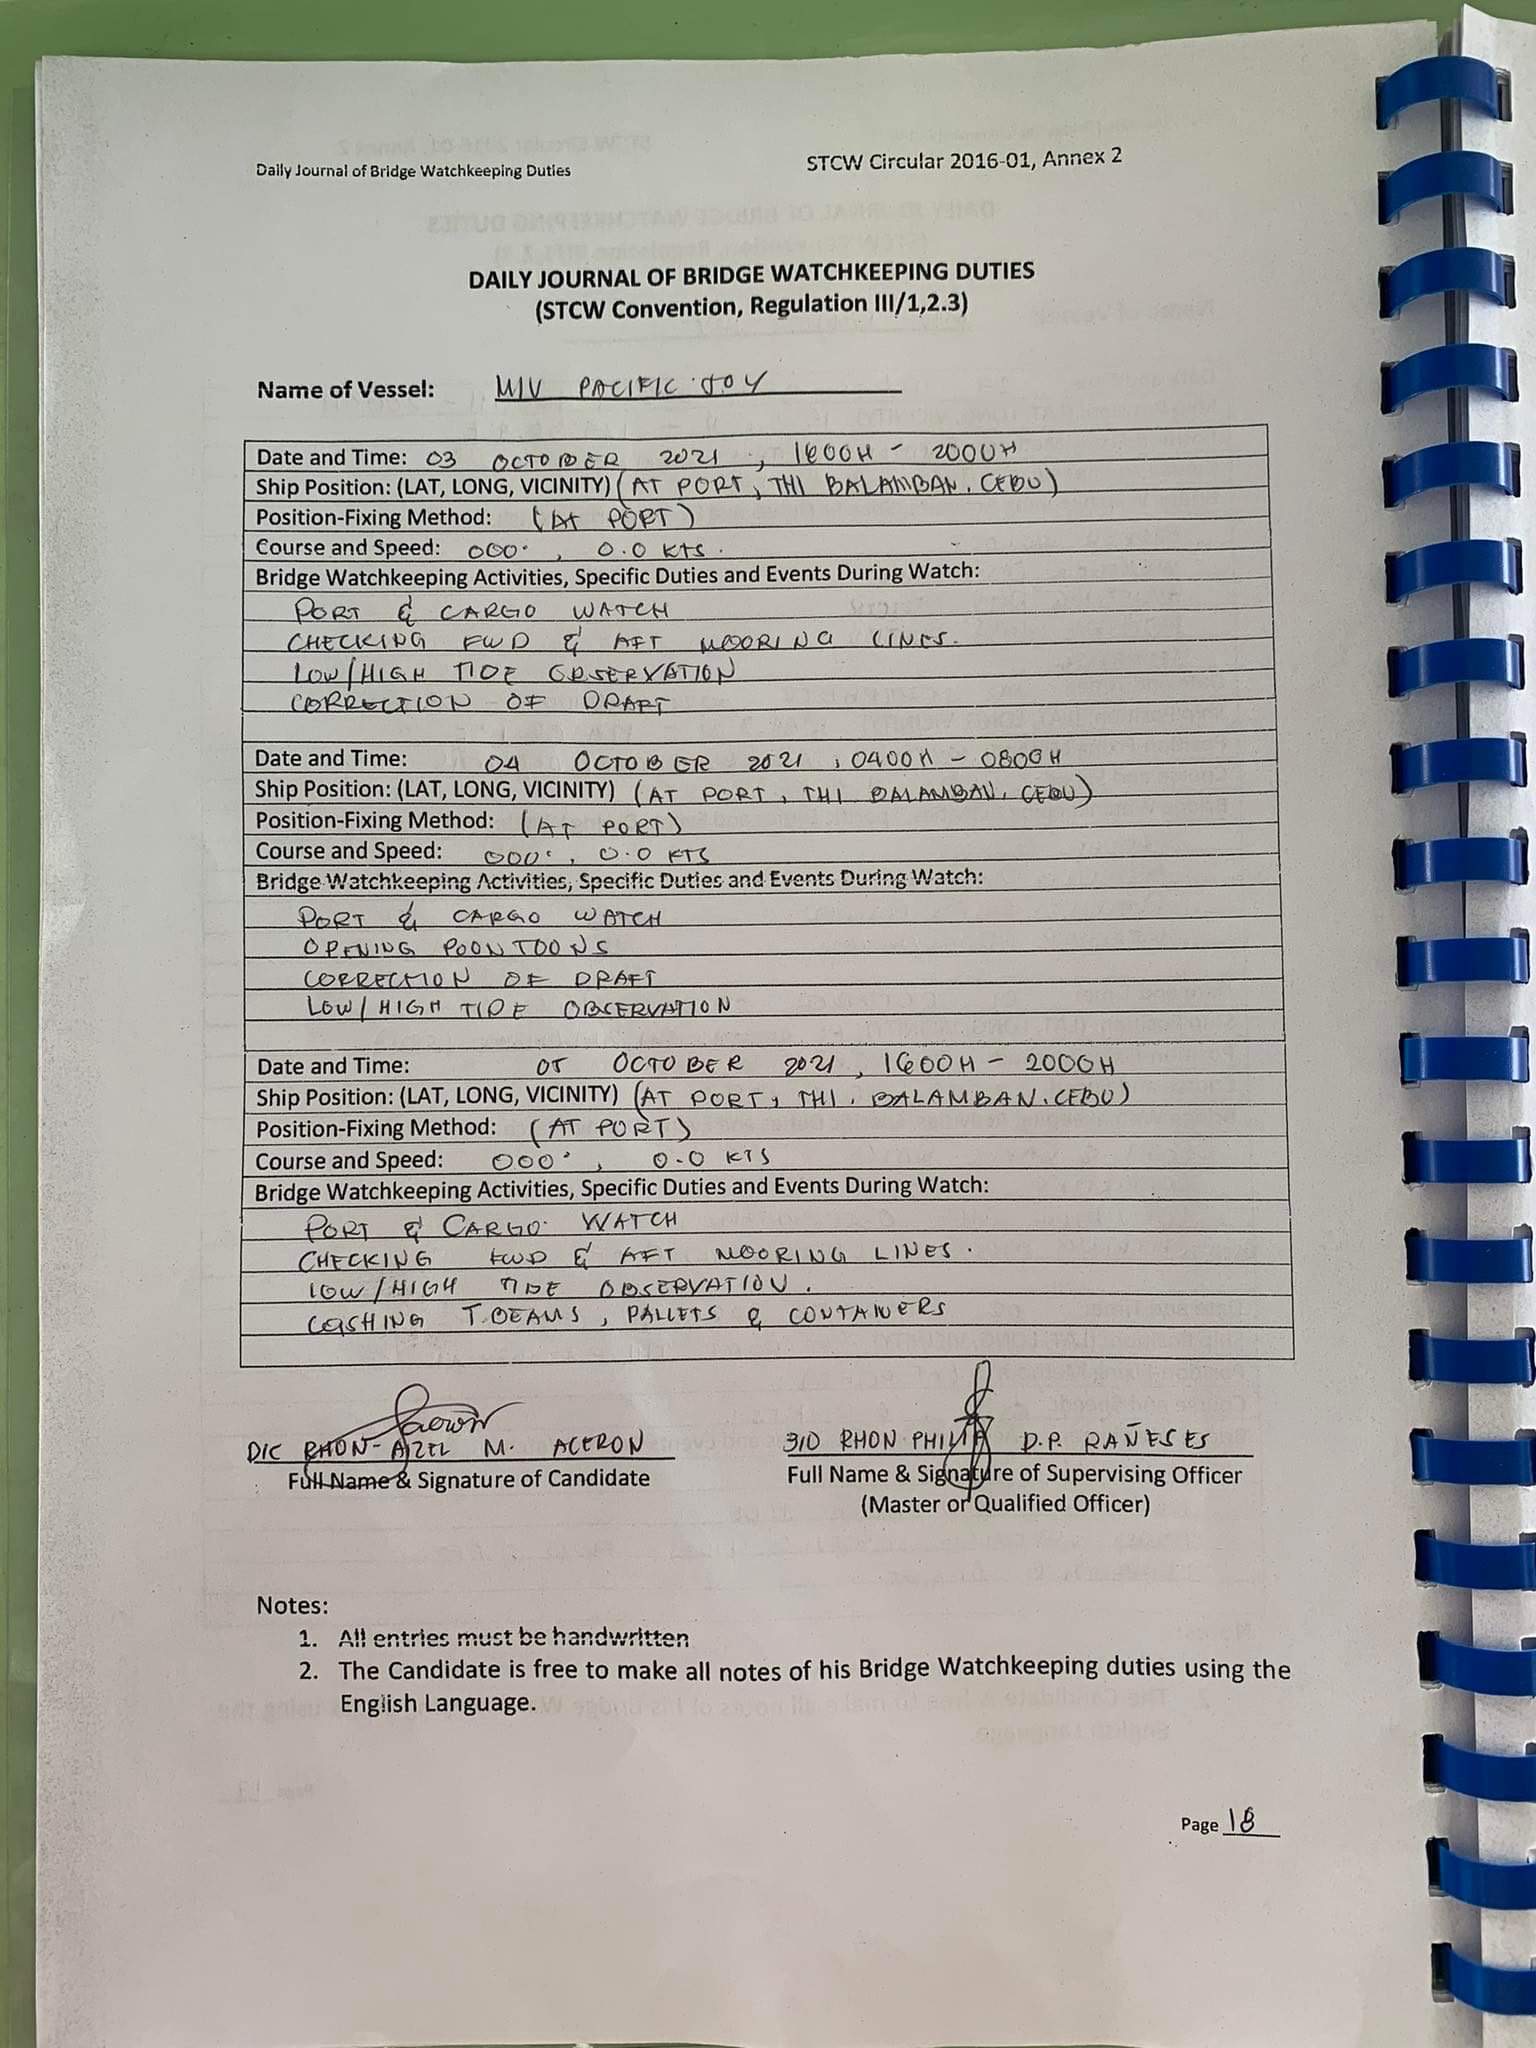 Daily Journal of Bridge Watchkeeping Duties
STCW Circular 2016-01, Annex 2
DAILY JOURNAL OF BRIDGE WATCHKEEPING DUTIES
(STCW Convention, Regulation III/1,2.3)
Name of Vessel: M/V PACIFIC JOY
Date and Time: 03 OCTOBER 2021, 1600H - 2000H
Ship Position: (LAT, LONG, VICINITY) (AT PORT, THI BALAMBAN, CEBU)
Position-Fixing Method: (AT PORT)
Course and Speed: 000°, 0.0 KTS.
Bridge Watchkeeping Activities, Specific Duties and Events During Watch:
PORT & CARGO WATCH
CHECKING FWD & AFT MOORING LINES.
LOW/HIGH TIDE OBSERVATION
CORRECTION OF DRAFT
Date and Time: 04 OCTOBER 2021, 0400H - 0800H
Ship Position: (LAT, LONG, VICINITY) (AT PORT, THI BALAMBAN, CEBU)
Position-Fixing Method: (AT PORT)
Course and Speed: 000°, 0.0 KTS
Bridge Watchkeeping Activities, Specific Duties and Events During Watch:
PORT & CARGO WATCH
OPENING POONTOONS
CORRECTION OF DRAFT
LOW/HIGH TIDE OBSERVATION
Date and Time: 05 OCTOBER 2021, 1600H - 2000H
Ship Position: (LAT, LONG, VICINITY) (AT PORT, THI. BALAMBAN, CEBU)
Position-Fixing Method: (AT PORT)
Course and Speed: 000°, 0.0 KTS
Bridge Watchkeeping Activities, Specific Duties and Events During Watch:
PORT & CARGO WATCH
CHECKING FWD & AFT MOORING LINES.
LOW/HIGH TIDE OBSERVATION.
T.BEAMS, PALLETS & CONTAINERS
D/C RHON-AIZEL M. ACERON
Full Name & Signature of Candidate
3/O RHON PHILIP D.P. RAÑESES
Full Name & Signature of Supervising Officer
(Master or Qualified Officer)
Notes:
1. All entries must be handwritten
2. The Candidate is free to make all notes of his Bridge Watchkeeping duties using the
English Language.
Page 18